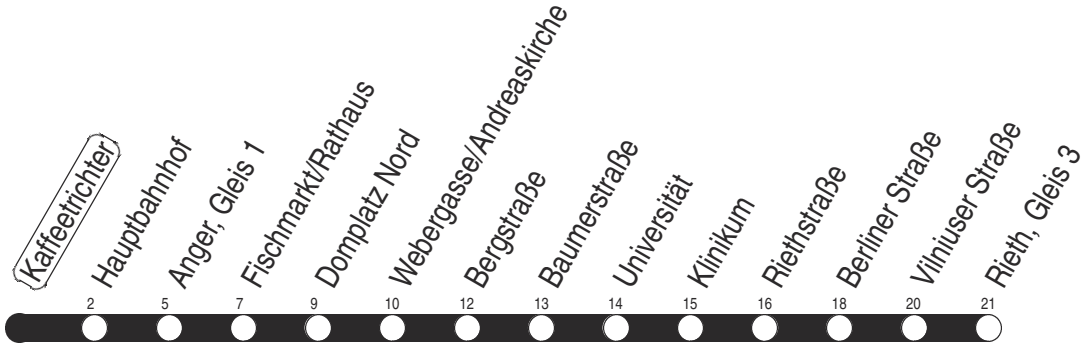 Kaffeetrichter
Hauptbahnhof
Anger, Gleis 1
Fischmarkt/Rathaus
Domplatz Nord
Webergasse/Andreaskirche
Bergstraße
Baumerstraße
Universität
Klinikum
Riethstraße
Berliner Straße
Vilniuser Straße
Rieth, Gleis 3
2 5 7 9 10 12 13 14 15 16 18 20 21